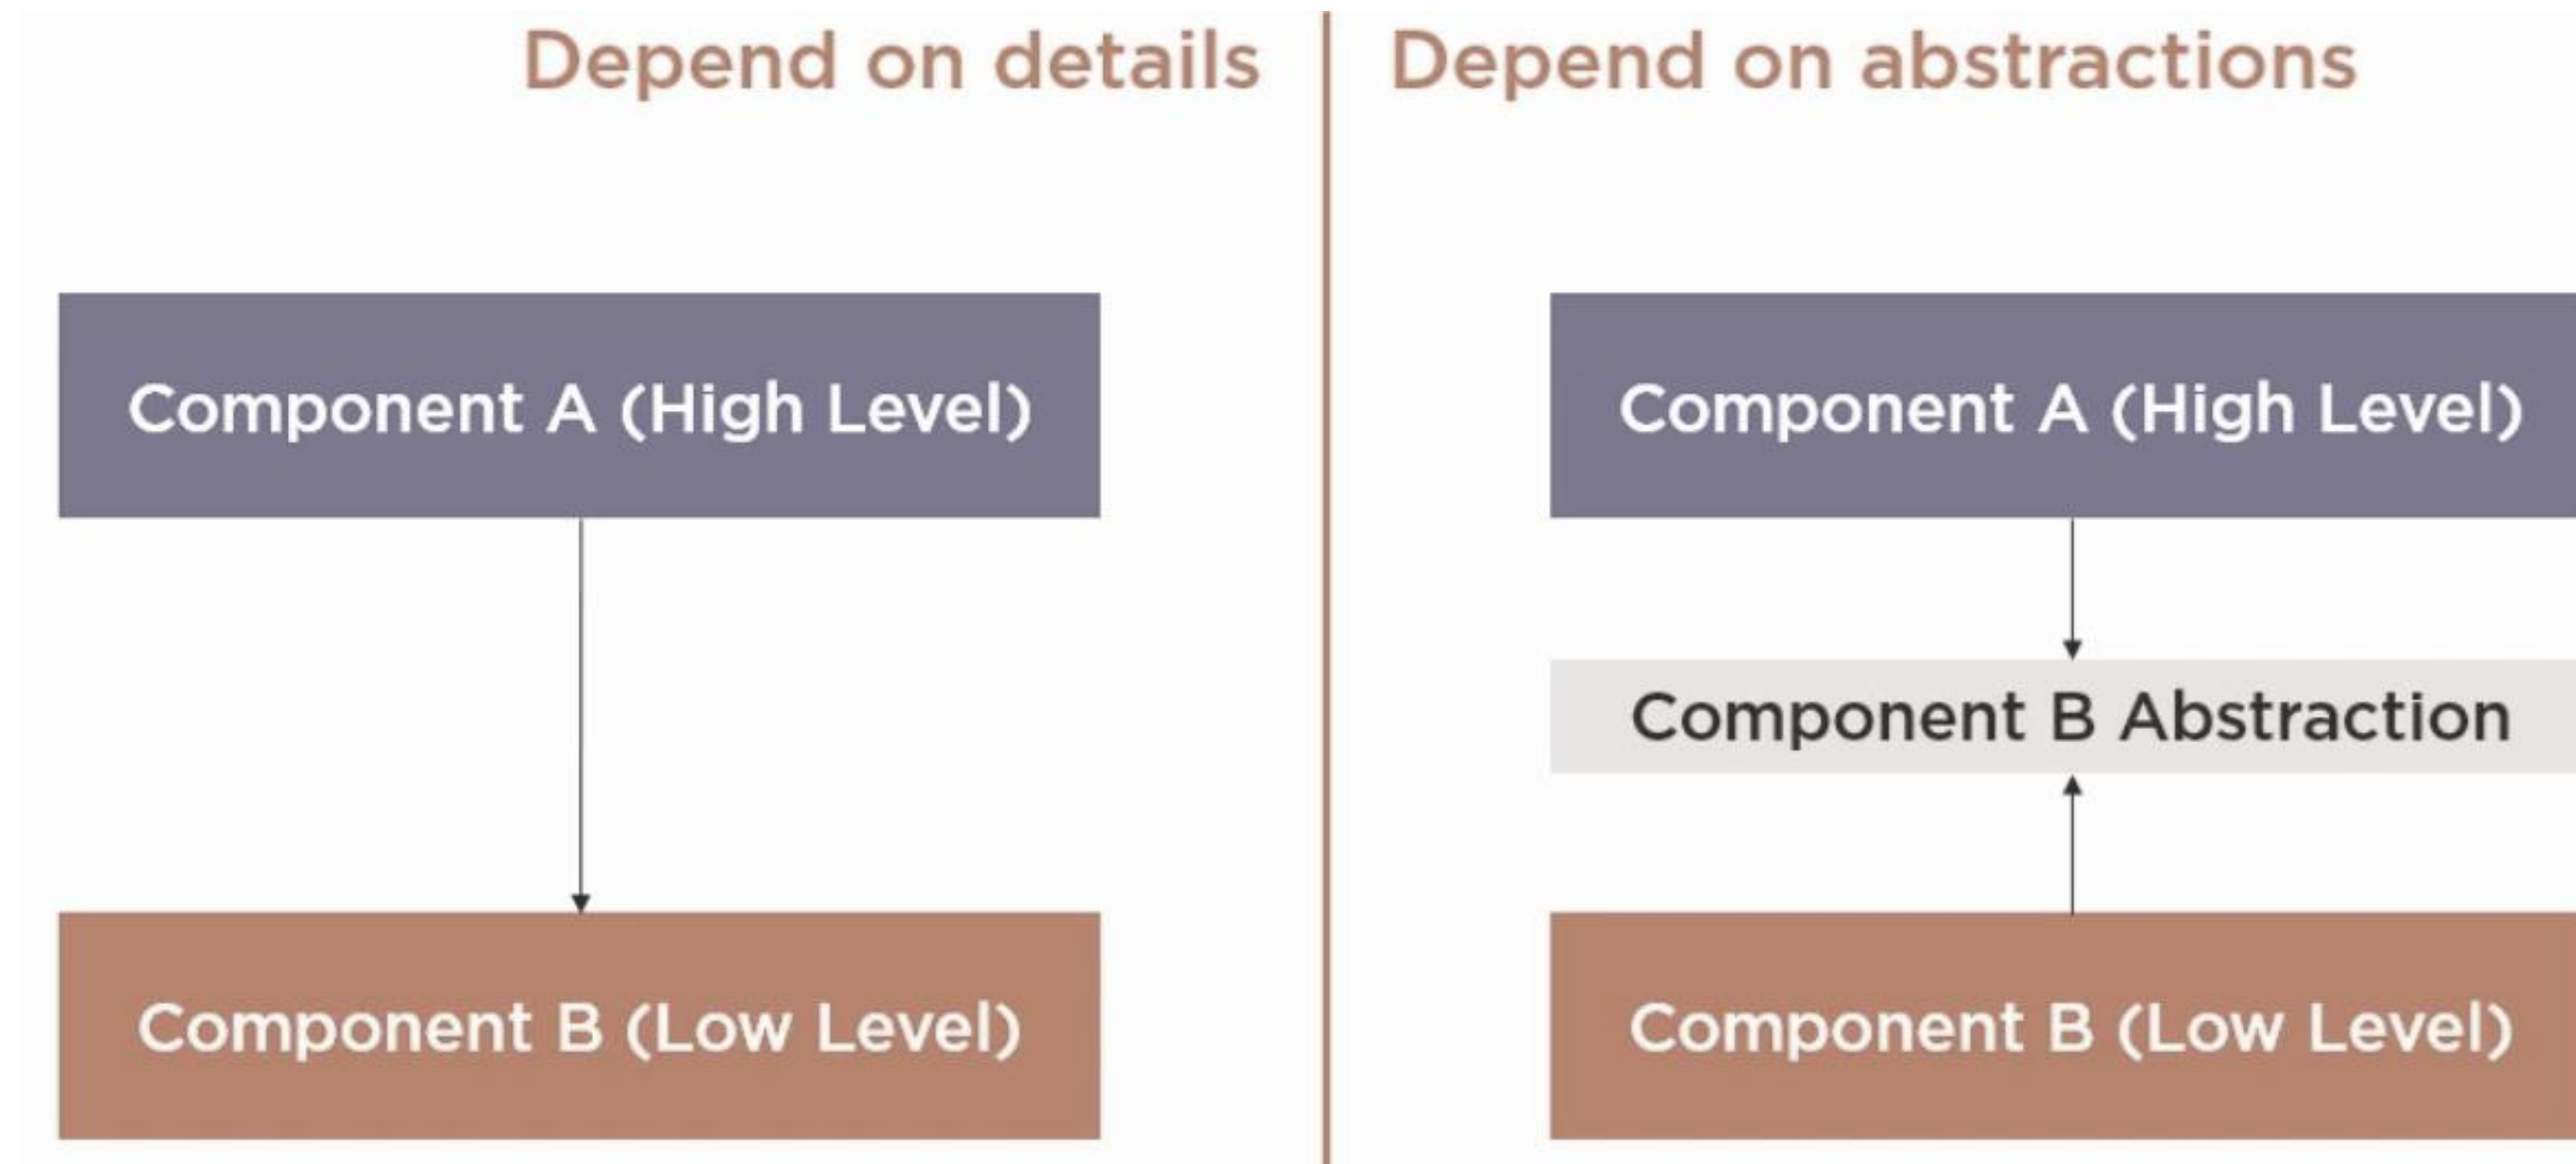 Depend on details
Component A (High Level)
Component B (Low Level)
Depend on abstractions
Component A (High Level)
Component B Abstraction
Component B (Low Level)